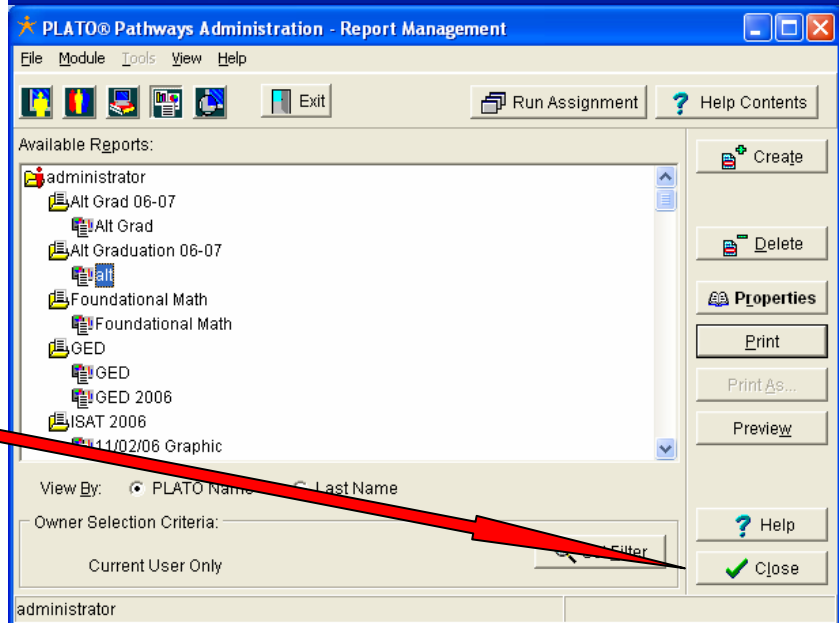 PLATO® Pathways Administration - Report Management
File Module Tools View Help
Exit Run Assignment ? Help Contents
Available Reports:
administrator
Alt Grad 06-07
Alt Grad
Alt Graduation 06-07
alt
Foundational Math
Foundational Math
GED
GED
GED 2006
ISAT 2006
11/02/06 Graphic
View By: PLATO Name Last Name
Owner Selection Criteria:
Filter
Current User Only
administrator
Create
Delete
Properties
Print
Print As...
Preview
? Help
Close